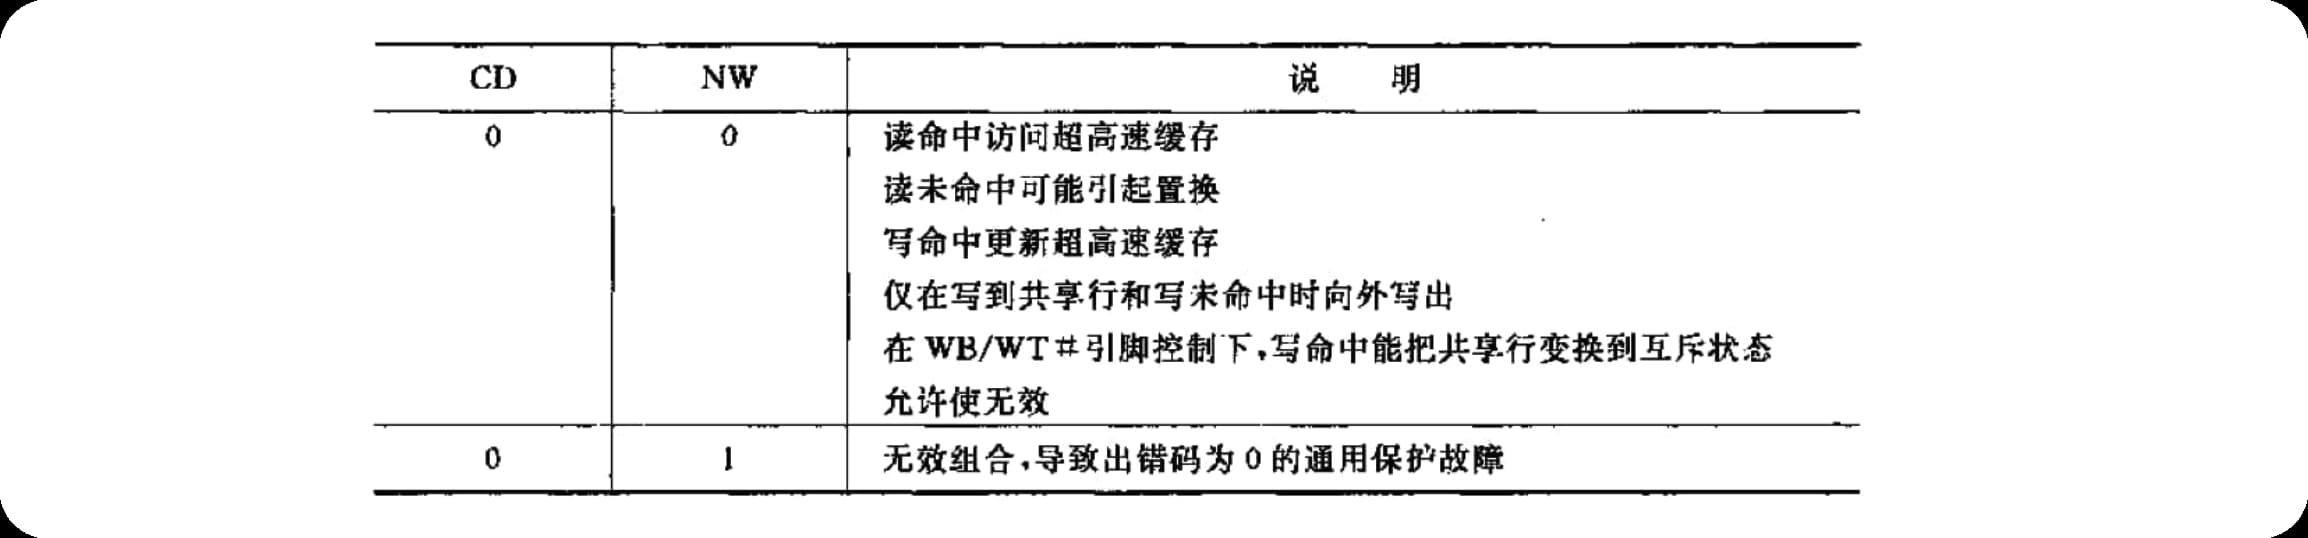 CD NW 说 明
0 0 读命中访问超高速缓存
读未命中可能引起置换
写命中更新超高速缓存
仅在写到共享行和写未命中时向外写出
在 WB/WT#引脚控制下,写命中能把共享行变换到互斥状态
允许使无效
0 1 无效组合,导致出错码为 0 的通用保护故障